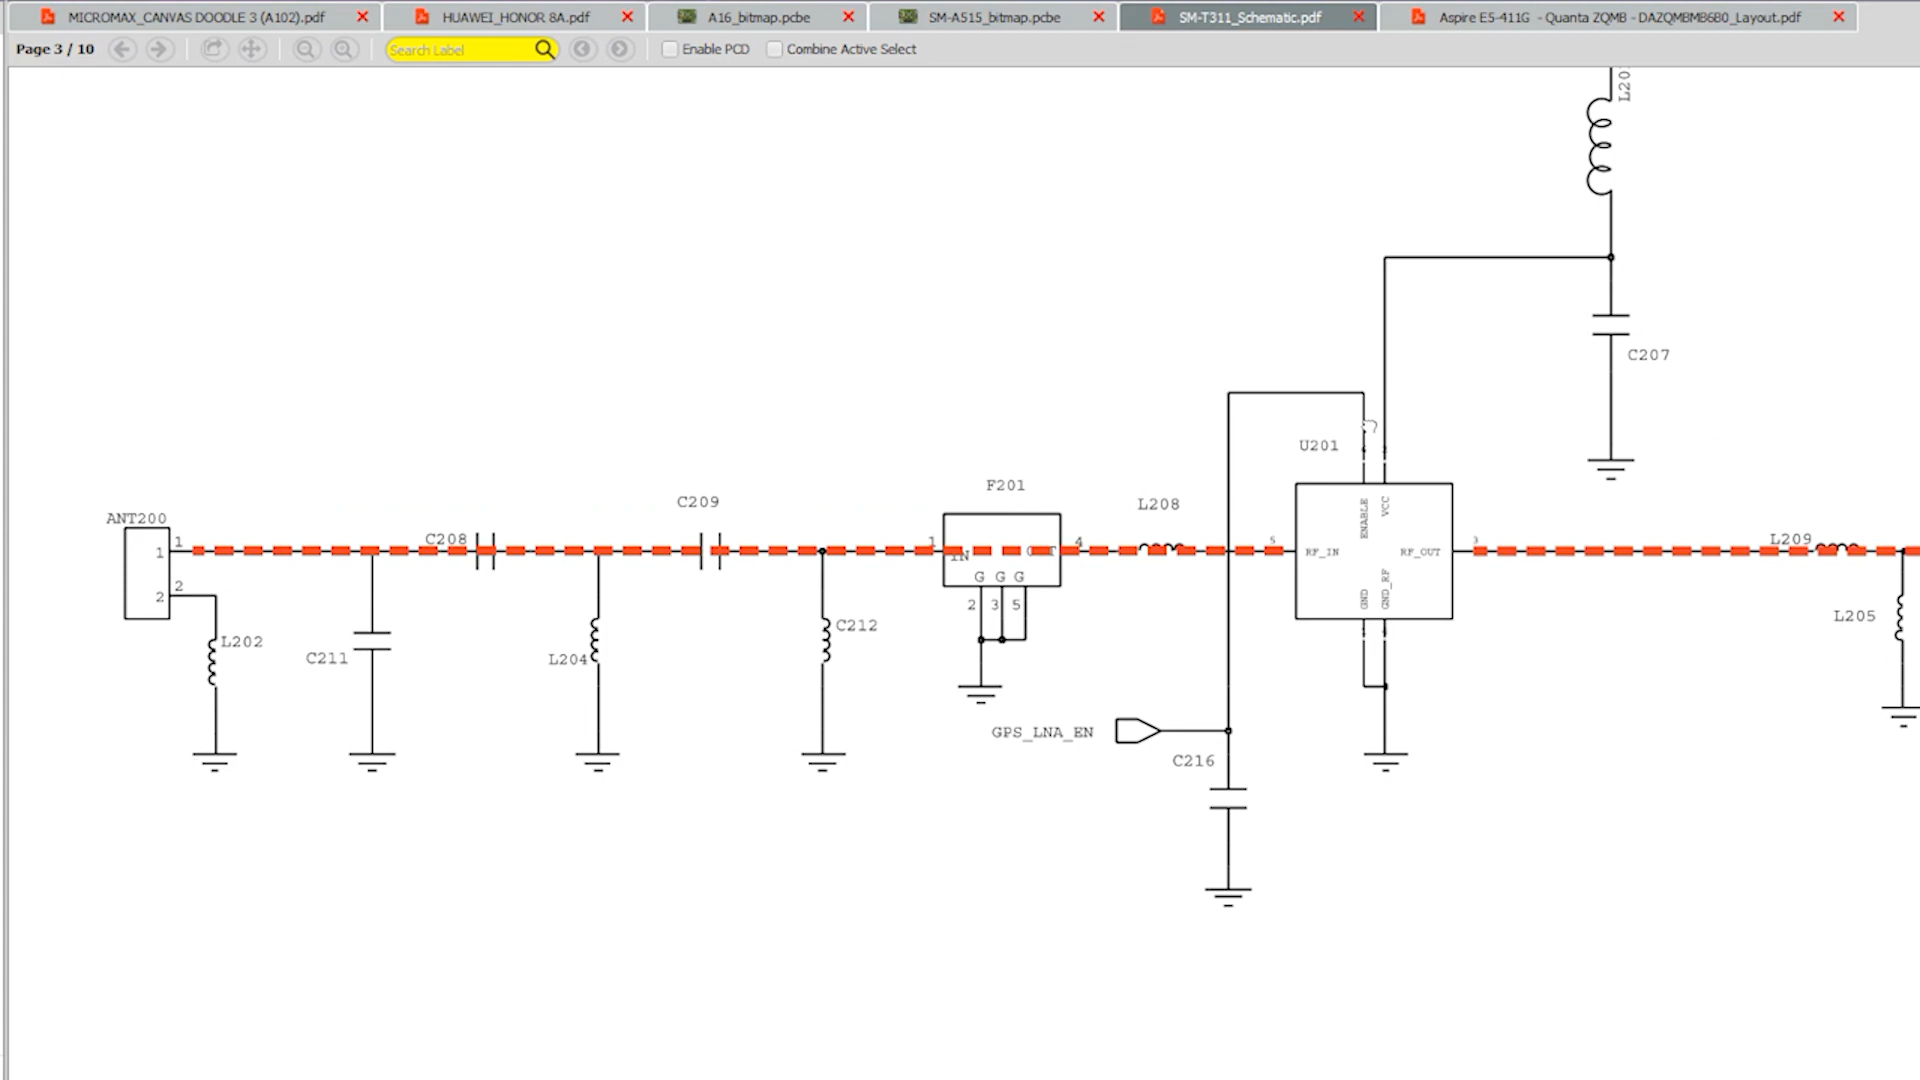 MICROMAX_CANVAS DOODLE 3 (A102).pdf
HUAWEI_HONOR 8A.pdf
A16_bitmap.pcbe
SM-A515_bitmap.pcbe
SM-T311_Schematic.pdf
Aspire E5-411G - Quanta ZQMB - DAZQMBMB6B0_Layout.pdf
Page 3 / 10
Search Label
Enable PCD
Combine Active Select
C207
U201
ENABLE
VCC
F201
C209
L208
ANT200
C208
1
1
1
IN
4
5
RF_IN
RF_OUT
3
L209
G G G
GND
GND_RF
2
2
2
3
5
L202
C211
L204
C212
L205
GPS_LNA_EN
C216